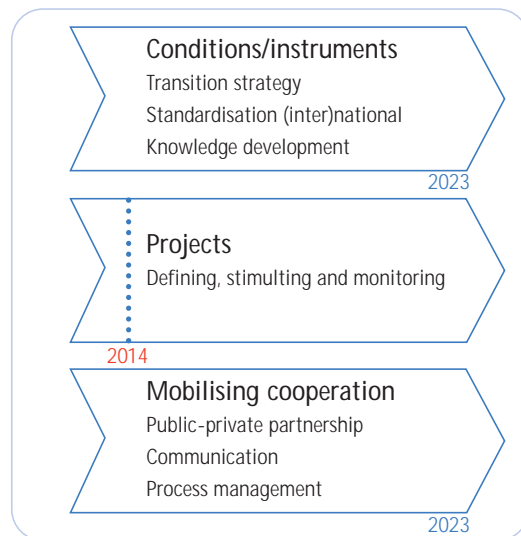 Conditions/instruments
Transition strategy
Standardisation (inter)national
Knowledge development
2023
Projects
Defining, stimulting and monitoring
2014
Mobilising cooperation
Public-private partnership
Communication
Process management
2023